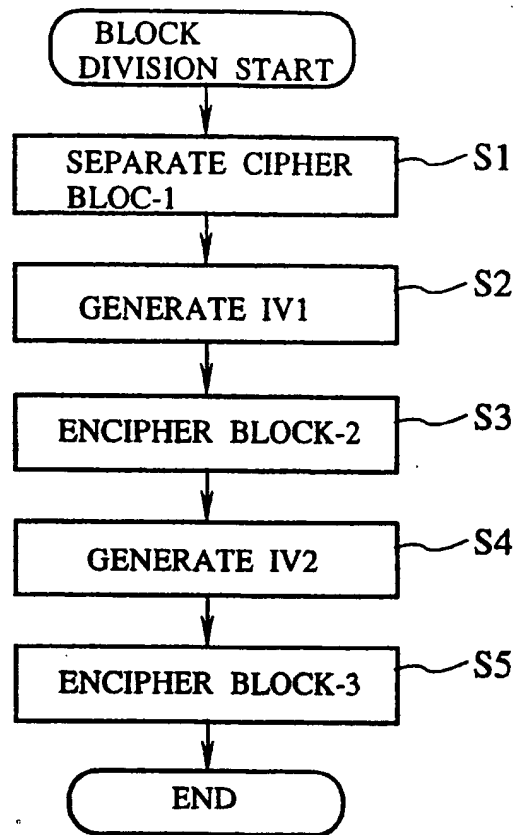 BLOCK
DIVISION START
SEPARATE CIPHER
BLOC-1
S1
GENERATE IV1
S2
ENCIPHER BLOCK-2
S3
GENERATE IV2
S4
ENCIPHER BLOCK-3
S5
END